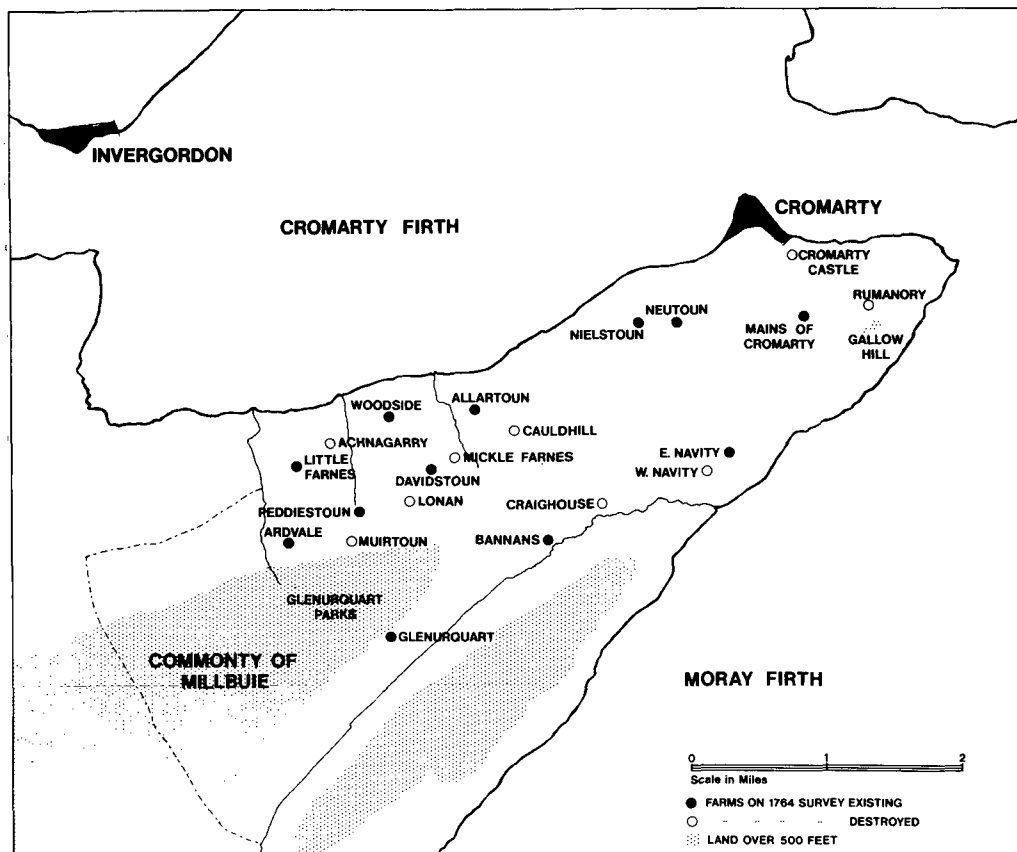 INVERGORDON
CROMARTY FIRTH
CROMARTY
CROMARTY
CASTLE
RUMANORY
NEUTOUN
NIELSTOUN
MAINS OF
CROMARTY
GALLOW
HILL
WOODSIDE
ALLARTOUN
CAULDHILL
ACHNAGARRY
MICKLE FARNES
E. NAVITY
LITTLE
FARNES
W. NAVITY
DAVIDSTOUN
LONAN
CRAIGHOUSE
PEDDIESTOUN
ARDVALE
MUIRTOUN
BANNANS
GLENURQUART
PARKS
GLENURQUART
COMMONTY OF
MILLBUIE
MORAY FIRTH
0 1 2
Scale in Miles
FARMS ON 1764 SURVEY EXISTING
" " " " DESTROYED
LAND OVER 500 FEET